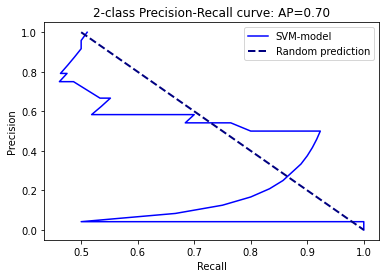 2-class Precision-Recall curve: AP=0.70
SVM-model
Random prediction
Precision
1.0
0.8
0.6
0.4
0.2
0.0
0.5 0.6 0.7 0.8 0.9 1.0
Recall